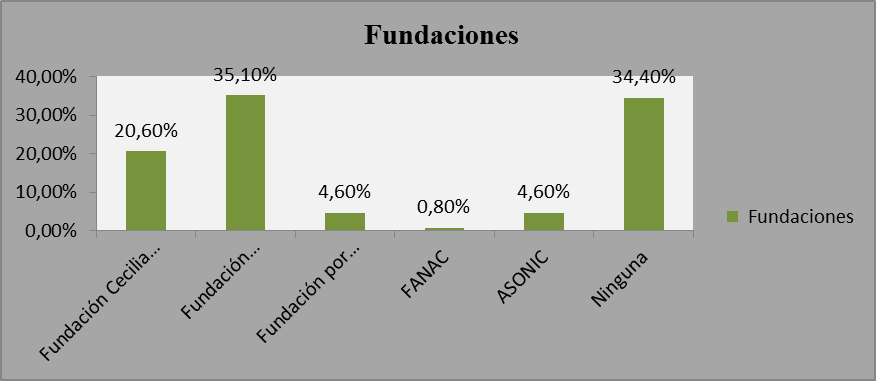 Fundaciones
40,00%
30,00%
20,00%
10,00%
0,00%
20,60%
35,10%
4,60%
0,80%
4,60%
34,40%
Fundación Cecilia...
Fundación...
Fundación por...
FANAC
ASONIC
Ninguna
Fundaciones